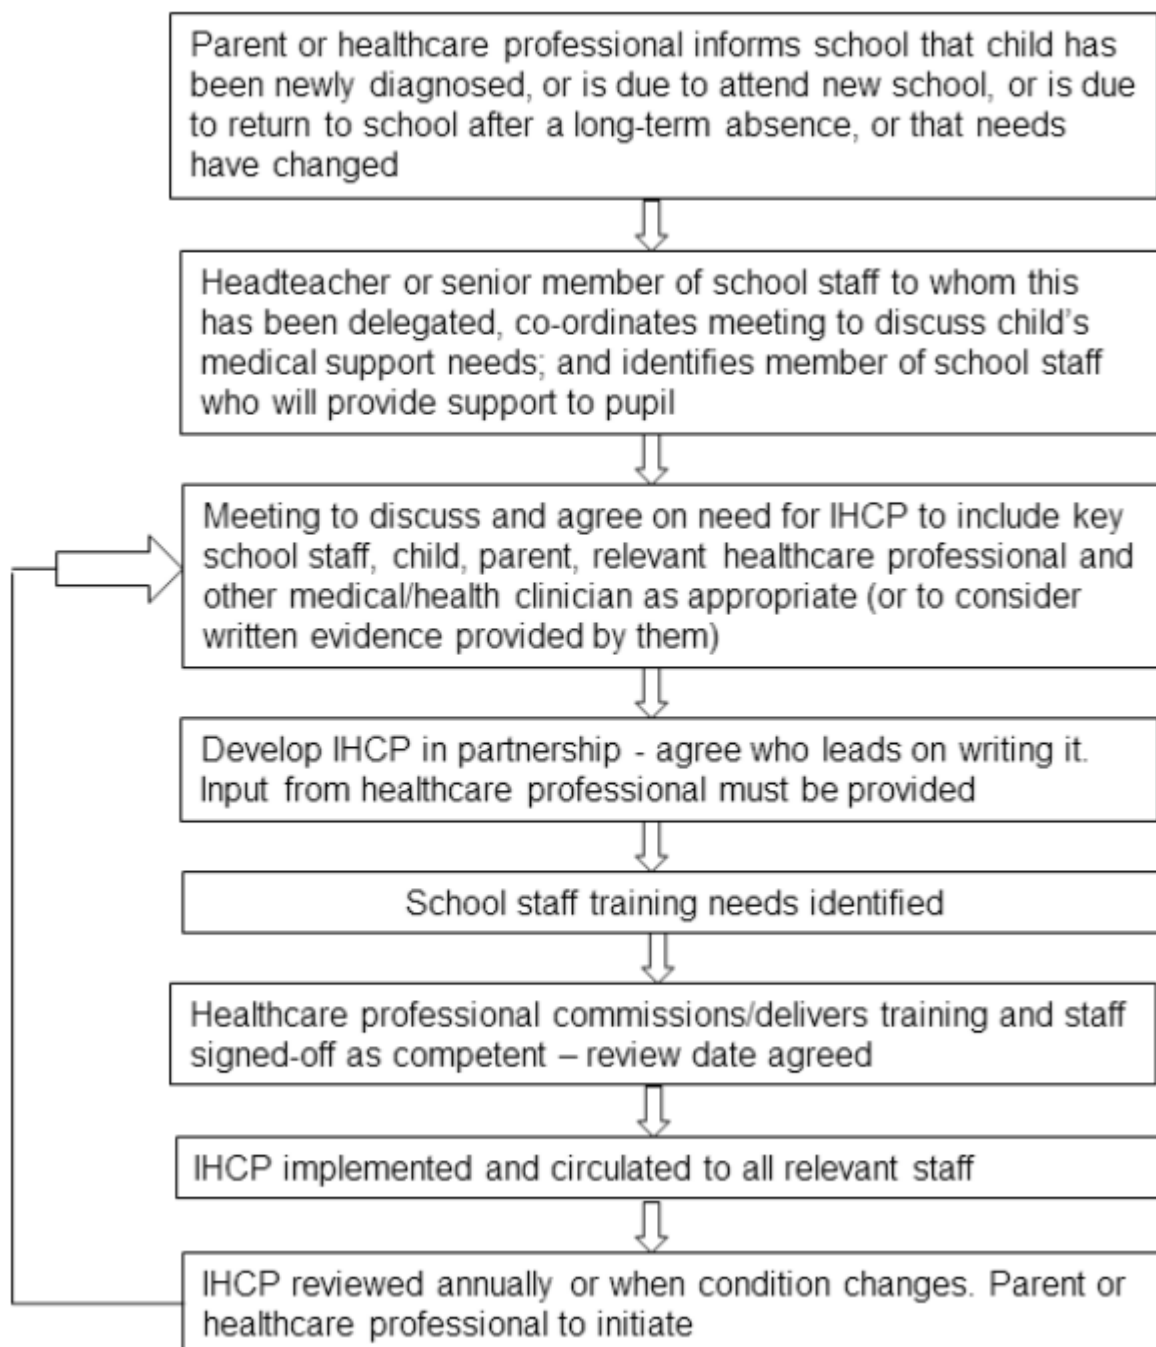 Parent or healthcare professional informs school that child has
been newly diagnosed, or is due to attend new school, or is due
to return to school after a long-term absence, or that needs
have changed
Headteacher or senior member of school staff to whom this
has been delegated, co-ordinates meeting to discuss child's
medical support needs; and identifies member of school staff
who will provide support to pupil
Meeting to discuss and agree on need for IHCP to include key
school staff, child, parent, relevant healthcare professional and
other medical/health clinician as appropriate (or to consider
written evidence provided by them)
Develop IHCP in partnership - agree who leads on writing it.
Input from healthcare professional must be provided
School staff training needs identified
Healthcare professional commissions/delivers training and staff
signed-off as competent – review date agreed
IHCP implemented and circulated to all relevant staff
IHCP reviewed annually or when condition changes. Parent or
healthcare professional to initiate